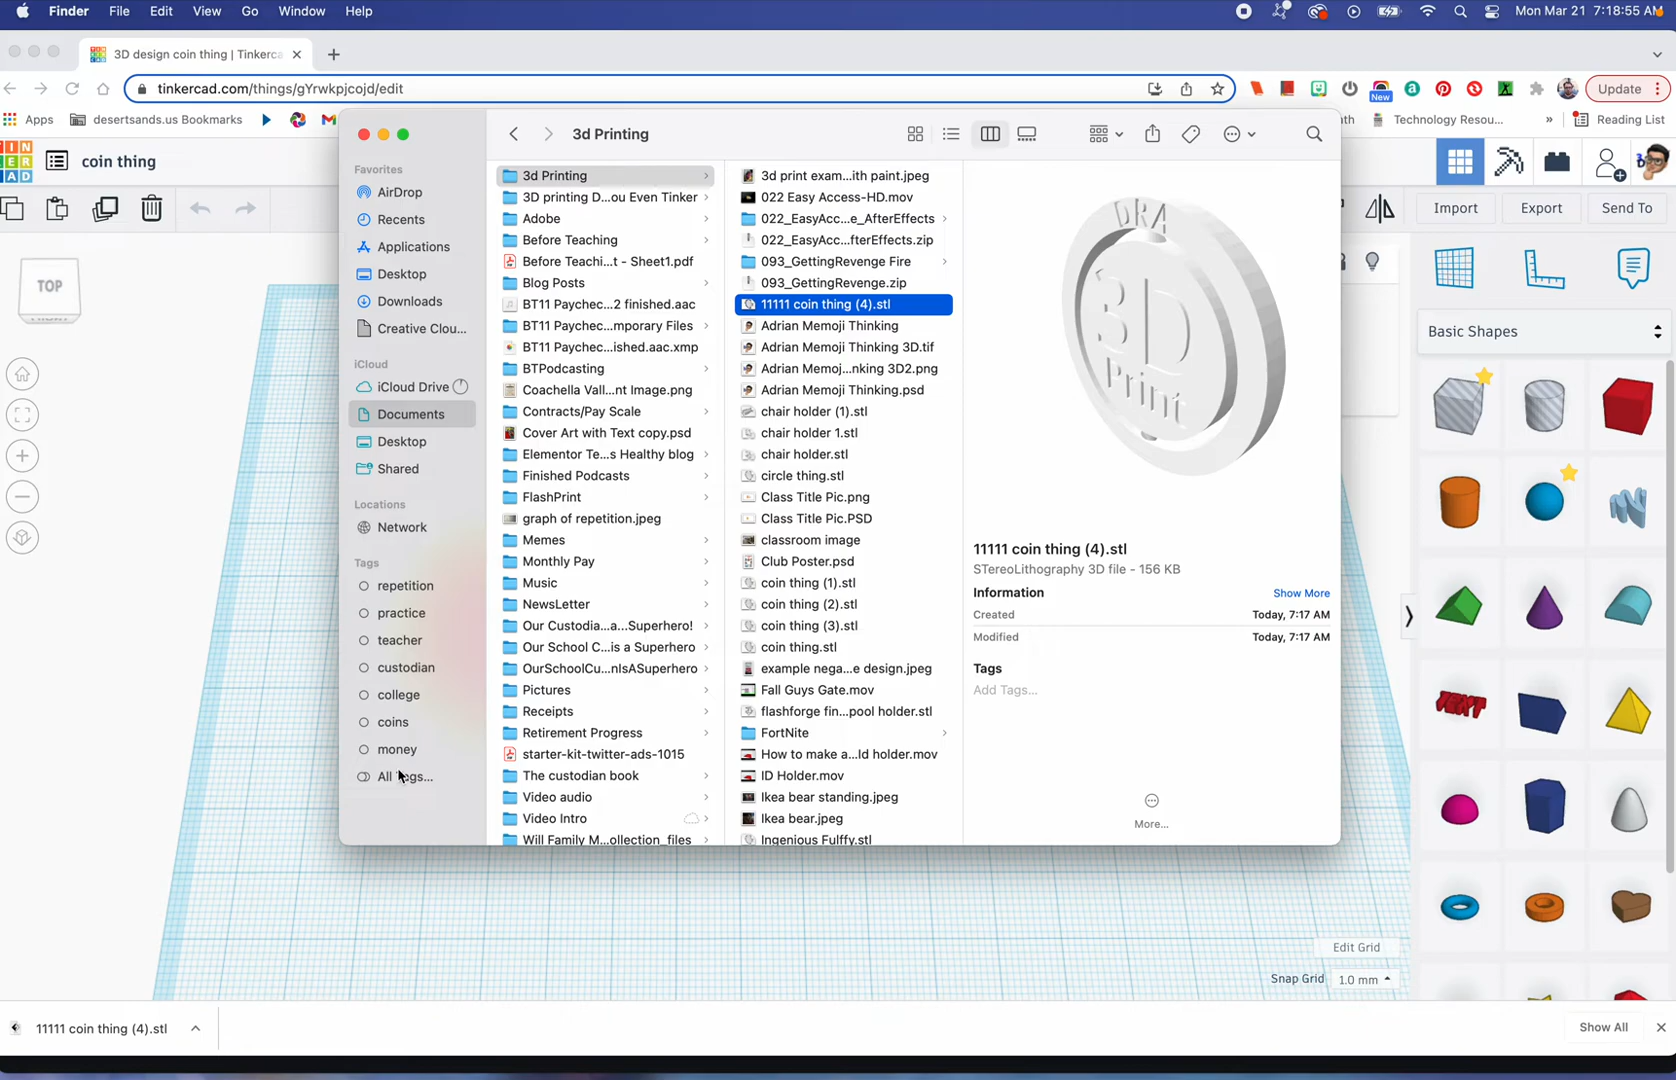 Finder File Edit View Go Window Help
Mon Mar 21 7:18:55 AM
3D design coin thing | Tinkerca
tinkercad.com/things/gYrwkpjcojd/edit
New
Update
Apps
desertsands.us Bookmarks
Technology Resou...
»
Reading List
coin thing
3d Printing
Import
Export
Send To
TOP
Favorites
AirDrop
Recents
Applications
Desktop
Downloads
Creative Clou...
iCloud
iCloud Drive
Documents
Desktop
Shared
Locations
Network
Tags
repetition
practice
teacher
custodian
college
coins
money
3d Printing
3D printing D...ou Even Tinker
Adobe
Before Teaching
Before Teachi...t - Sheet1.pdf
Blog Posts
BT11 Paychec...2 finished.aac
BT11 Paychec...mporary Files
BT11 Paychec...ished.aac.xmp
BTPodcasting
Coachella Vall...nt Image.png
Contracts/Pay Scale
Cover Art with Text copy.psd
Elementor Te...s Healthy blog
Finished Podcasts
FlashPrint
graph of repetition.jpeg
Memes
Monthly Pay
Music
NewsLetter
Our Custodia...a...Superhero!
Our School C...is a Superhero
OurSchoolCu...nIsASuperhero
Pictures
Receipts
Retirement Progress
starter-kit-twitter-ads-1015
The custodian book
Video audio
Video Intro
Will Family M...ollection_files
3d print exam...ith paint.jpeg
022 Easy Access-HD.mov
022_EasyAcc...e_AfterEffects
022_EasyAcc...fterEffects.zip
093_GettingRevenge Fire
093_GettingRevenge.zip
11111 coin thing (4).stl
Adrian Memoji Thinking
Adrian Memoji Thinking 3D.tif
Adrian Memoj...nking 3D2.png
Adrian Memoji Thinking.psd
chair holder (1).stl
chair holder 1.stl
chair holder.stl
circle thing.stl
Class Title Pic.png
Class Title Pic.PSD
classroom image
Club Poster.psd
coin thing (1).stl
coin thing (2).stl
coin thing (3).stl
coin thing.stl
example nega...e design.jpeg
Fall Guys Gate.mov
flashforge fin...pool holder.stl
FortNite
How to make a...ld holder.mov
ID Holder.mov
Ikea bear standing.jpeg
Ikea bear.jpeg
Ingenious Fulffy.stl
DRA
3D
Print
11111 coin thing (4).stl
STereoLithography 3D file - 156 KB
Information
Show More
Created
Today, 7:17 AM
Modified
Today, 7:17 AM
Tags
Add Tags...
More...
Basic Shapes
TEXT
Edit Grid
Snap Grid
1.0 mm
11111 coin thing (4).stl
Show All